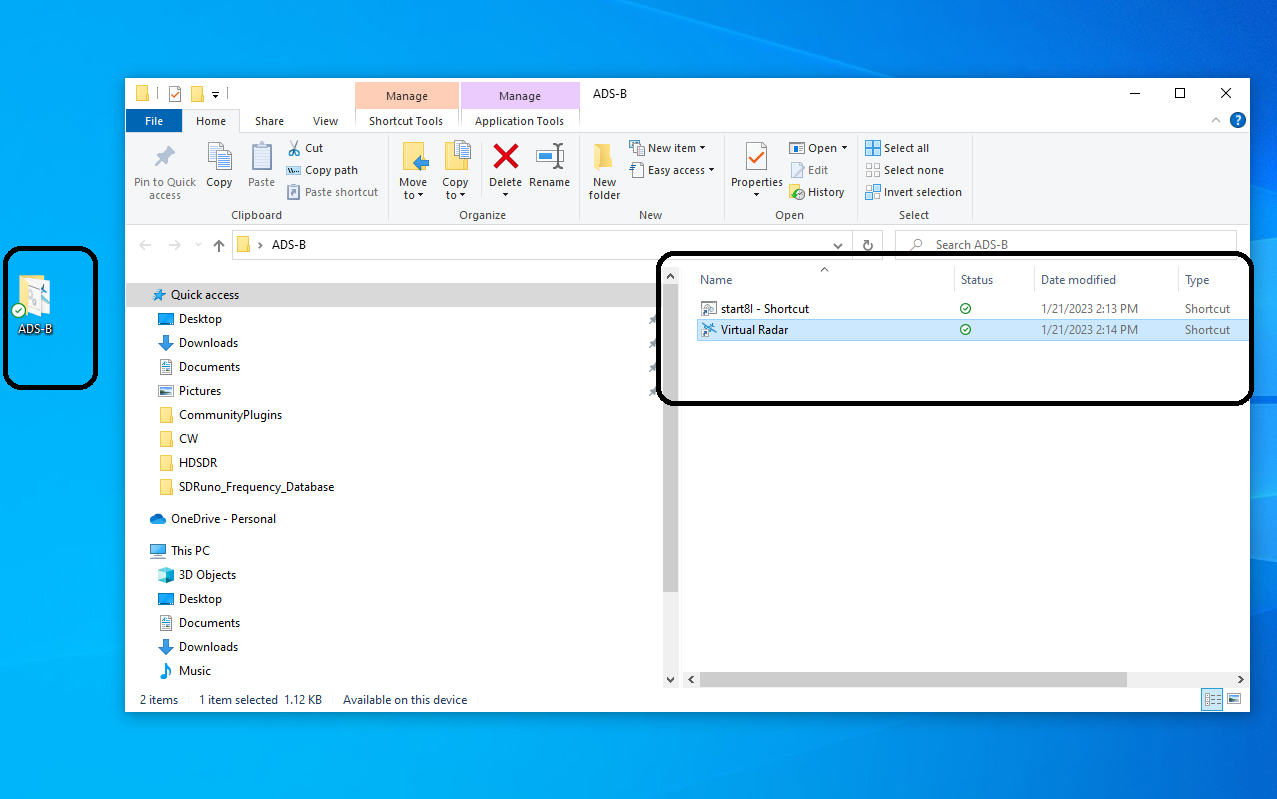 Manage
Manage
ADS-B
File
Home
Share
View
Shortcut Tools
Application Tools
?
Pin to Quick access
Copy
Paste
Cut
Copy path
Paste shortcut
Clipboard
Move to
Copy to
Delete
Rename
Organize
New folder
New item
Easy access
New
Properties
Open
Edit
History
Open
Select all
Select none
Invert selection
Select
ADS-B
Search ADS-B
ADS-B
Quick access
Desktop
Downloads
Documents
Pictures
CommunityPlugins
CW
HDSDR
SDRuno_Frequency_Database
OneDrive - Personal
This PC
3D Objects
Desktop
Documents
Downloads
Music
Name Status Date modified Type
start8l - Shortcut 1/21/2023 2:13 PM Shortcut
Virtual Radar 1/21/2023 2:14 PM Shortcut
2 items 1 item selected 1.12 KB Available on this device